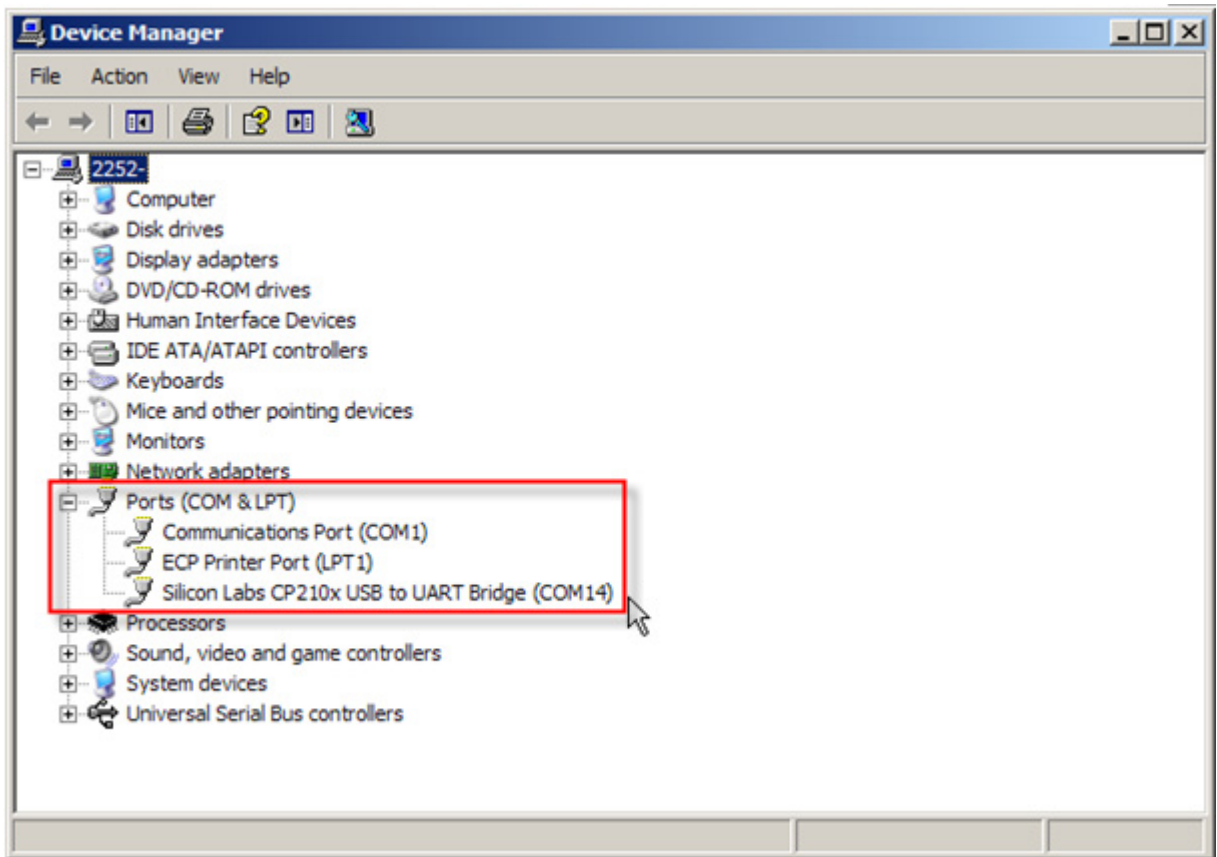 Device Manager
File Action View Help
2252-
Computer
Disk drives
Display adapters
DVD/CD-ROM drives
Human Interface Devices
IDE ATA/ATAPI controllers
Keyboards
Mice and other pointing devices
Monitors
Network adapters
Ports (COM & LPT)
Communications Port (COM1)
ECP Printer Port (LPT1)
Silicon Labs CP210x USB to UART Bridge (COM14)
Processors
Sound, video and game controllers
System devices
Universal Serial Bus controllers